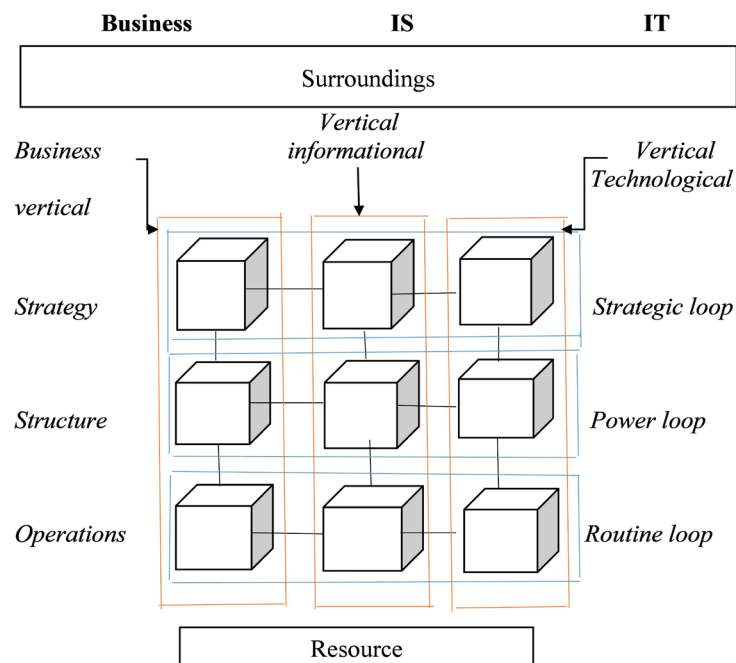 Business IS IT
Surroundings
Business
vertical
Vertical
informational
Vertical
Technological
Strategy
Strategic loop
Structure
Power loop
Operations
Routine loop
Resource